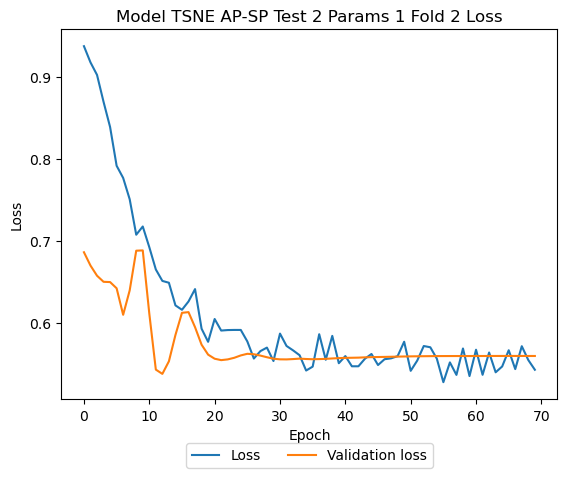 Model TSNE AP-SP Test 2 Params 1 Fold 2 Loss
Loss
0.9
0.8
0.7
0.6
0 10 20 30 40 50 60 70
Epoch
Loss Validation loss